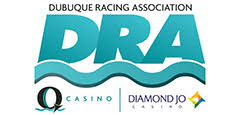 DUBUQUE RACING ASSOCIATION
DRA
Q CASINO | DIAMOND JO CASINO